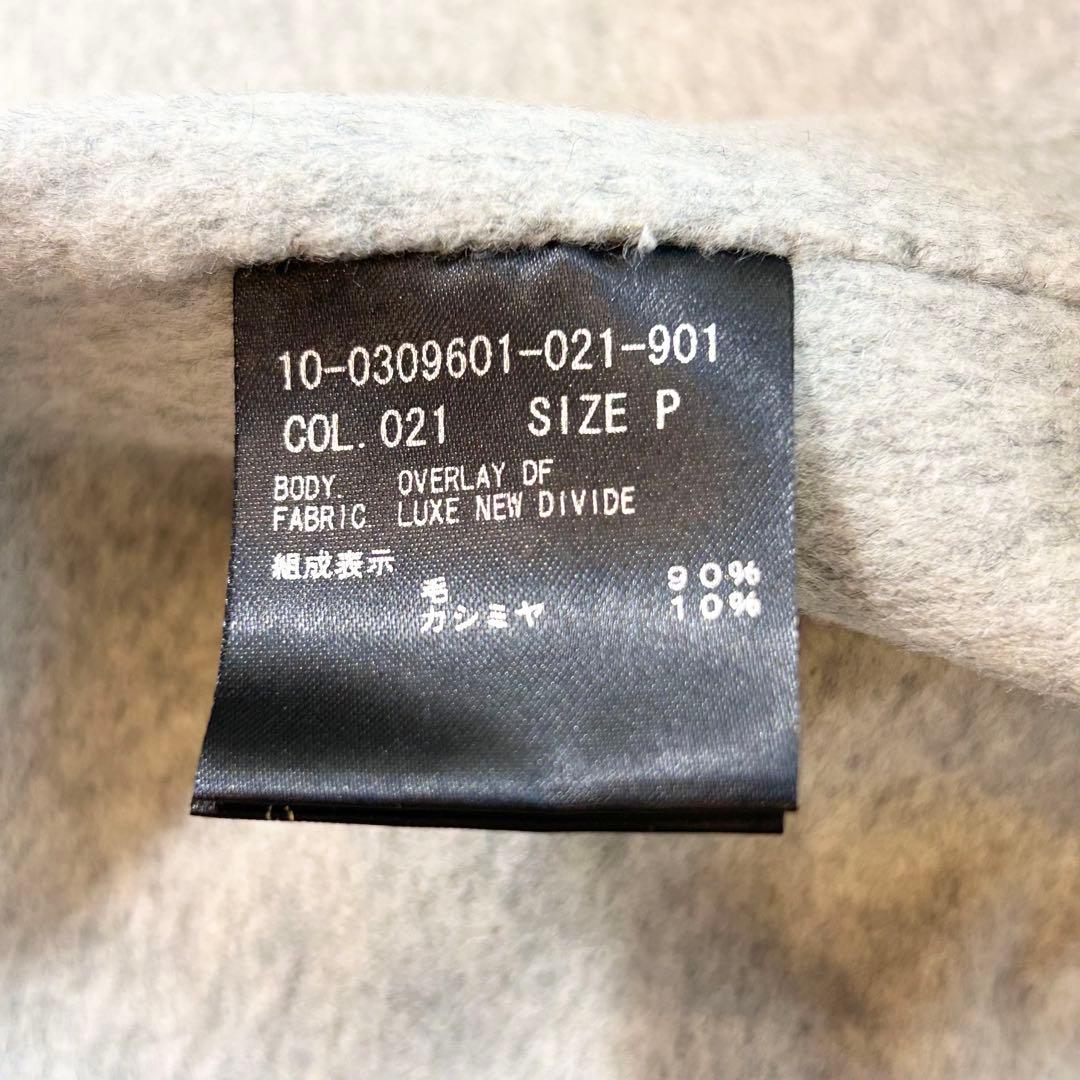 10-0309601-021-901
COL. 021 SIZE P
BODY. OVERLAY DF
FABRIC LUXE NEW DIVIDE
組成表示
毛 90%
カシミヤ 10%